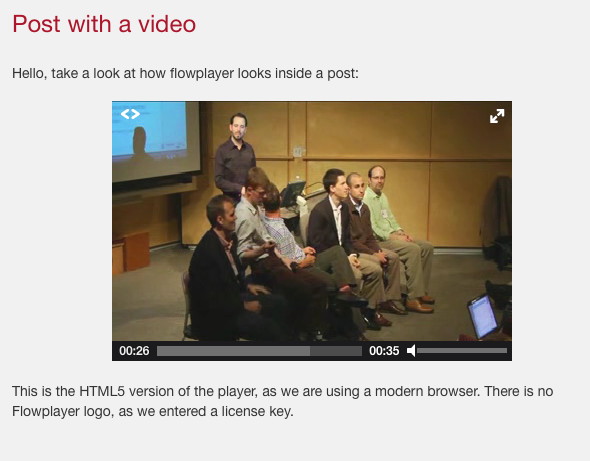 Post with a video
Hello, take a look at how flowplayer looks inside a post:
00:26 00:35
This is the HTML5 version of the player, as we are using a modern browser. There is no
Flowplayer logo, as we entered a license key.